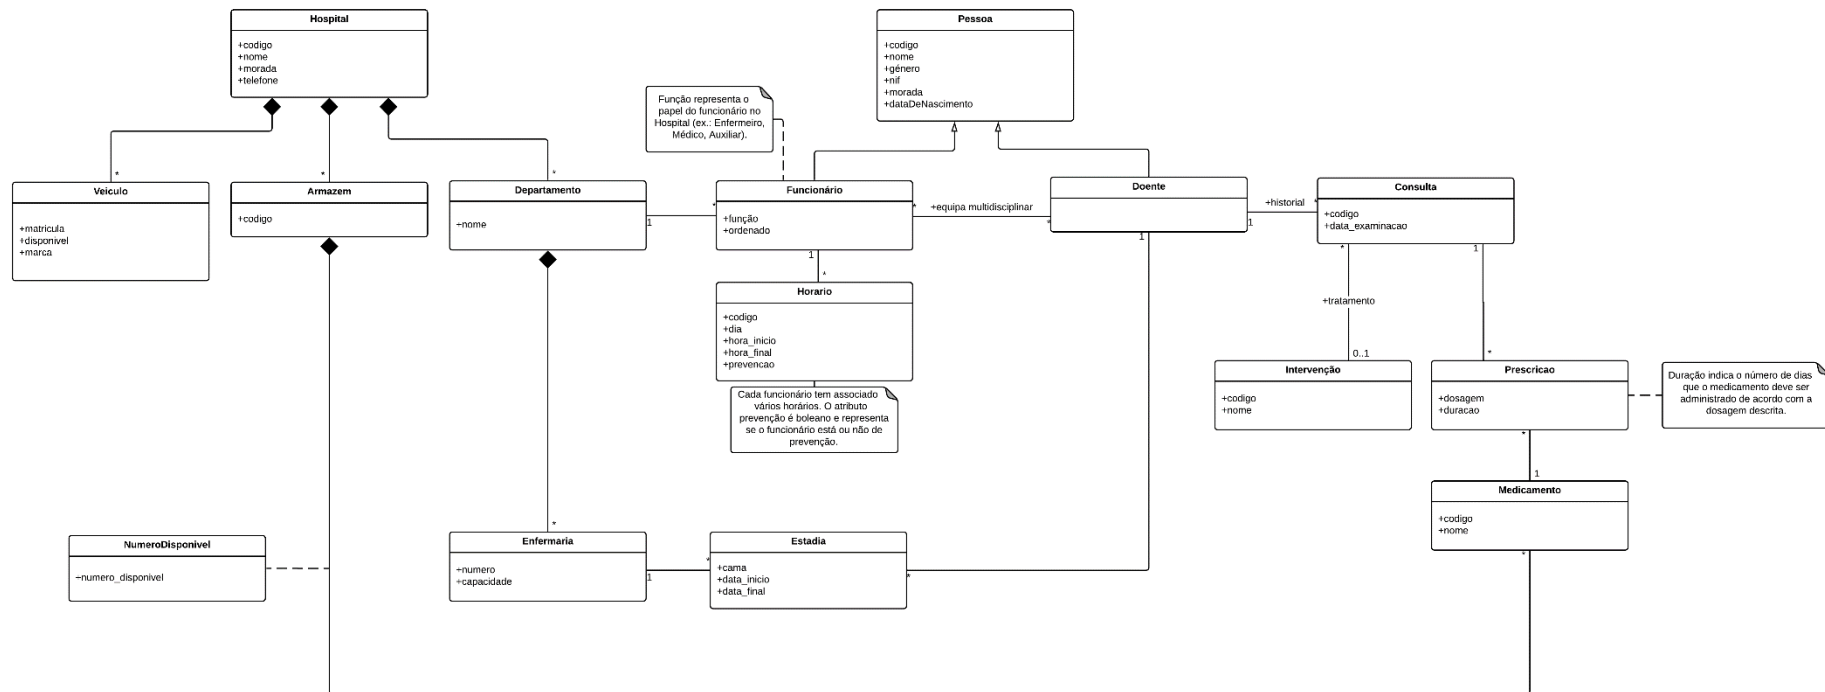 Hospital
+codigo
+nome
+morada
+telefone
Pessoa
+codigo
+nome
+género
+nif
+morada
+dataDeNascimento
Função representa o
papel do funcionário no
Hospital (ex.: Enfermeiro,
Médico, Auxiliar).
*
*
*
Veiculo
+matricula
+disponivel
+marca
Armazem
+codigo
Departamento
+nome
1
*
Funcionário
+função
+ordenado
*
+equipa multidisciplinar
*
Doente
1
+historial
*
Consulta
+codigo
+data_examinacao
1
*
1
*
1
Horario
+codigo
+dia
+hora_inicio
+hora_final
+prevencao
Cada funcionário tem associado
vários horários. O atributo
prevenção é boleano e representa
se o funcionário está ou não de
prevenção.
+tratamento
0..1
*
Intervenção
+codigo
+nome
Prescricao
+dosagem
+duracao
Duração indica o número de dias
que o medicamento deve ser
administrado de acordo com a
dosagem descrita.
*
1
Medicamento
+codigo
+nome
*
*
NumeroDisponivel
+numero_disponivel
Enfermaria
+numero
+capacidade
1
*
Estadia
+cama
+data_inicio
+data_final
*